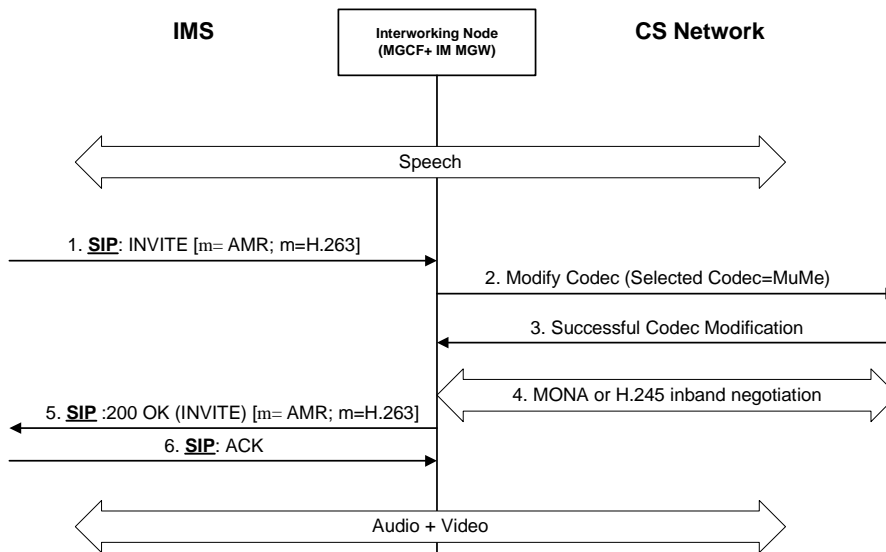 IMS
Interworking Node
(MGCF+ IM MGW)
CS Network
Speech
1. SIP: INVITE [m= AMR; m=H.263]
2. Modify Codec (Selected Codec=MuMe)
3. Successful Codec Modification
4. MONA or H.245 inband negotiation
5. SIP :200 OK (INVITE) [m= AMR; m=H.263]
6. SIP: ACK
Audio + Video